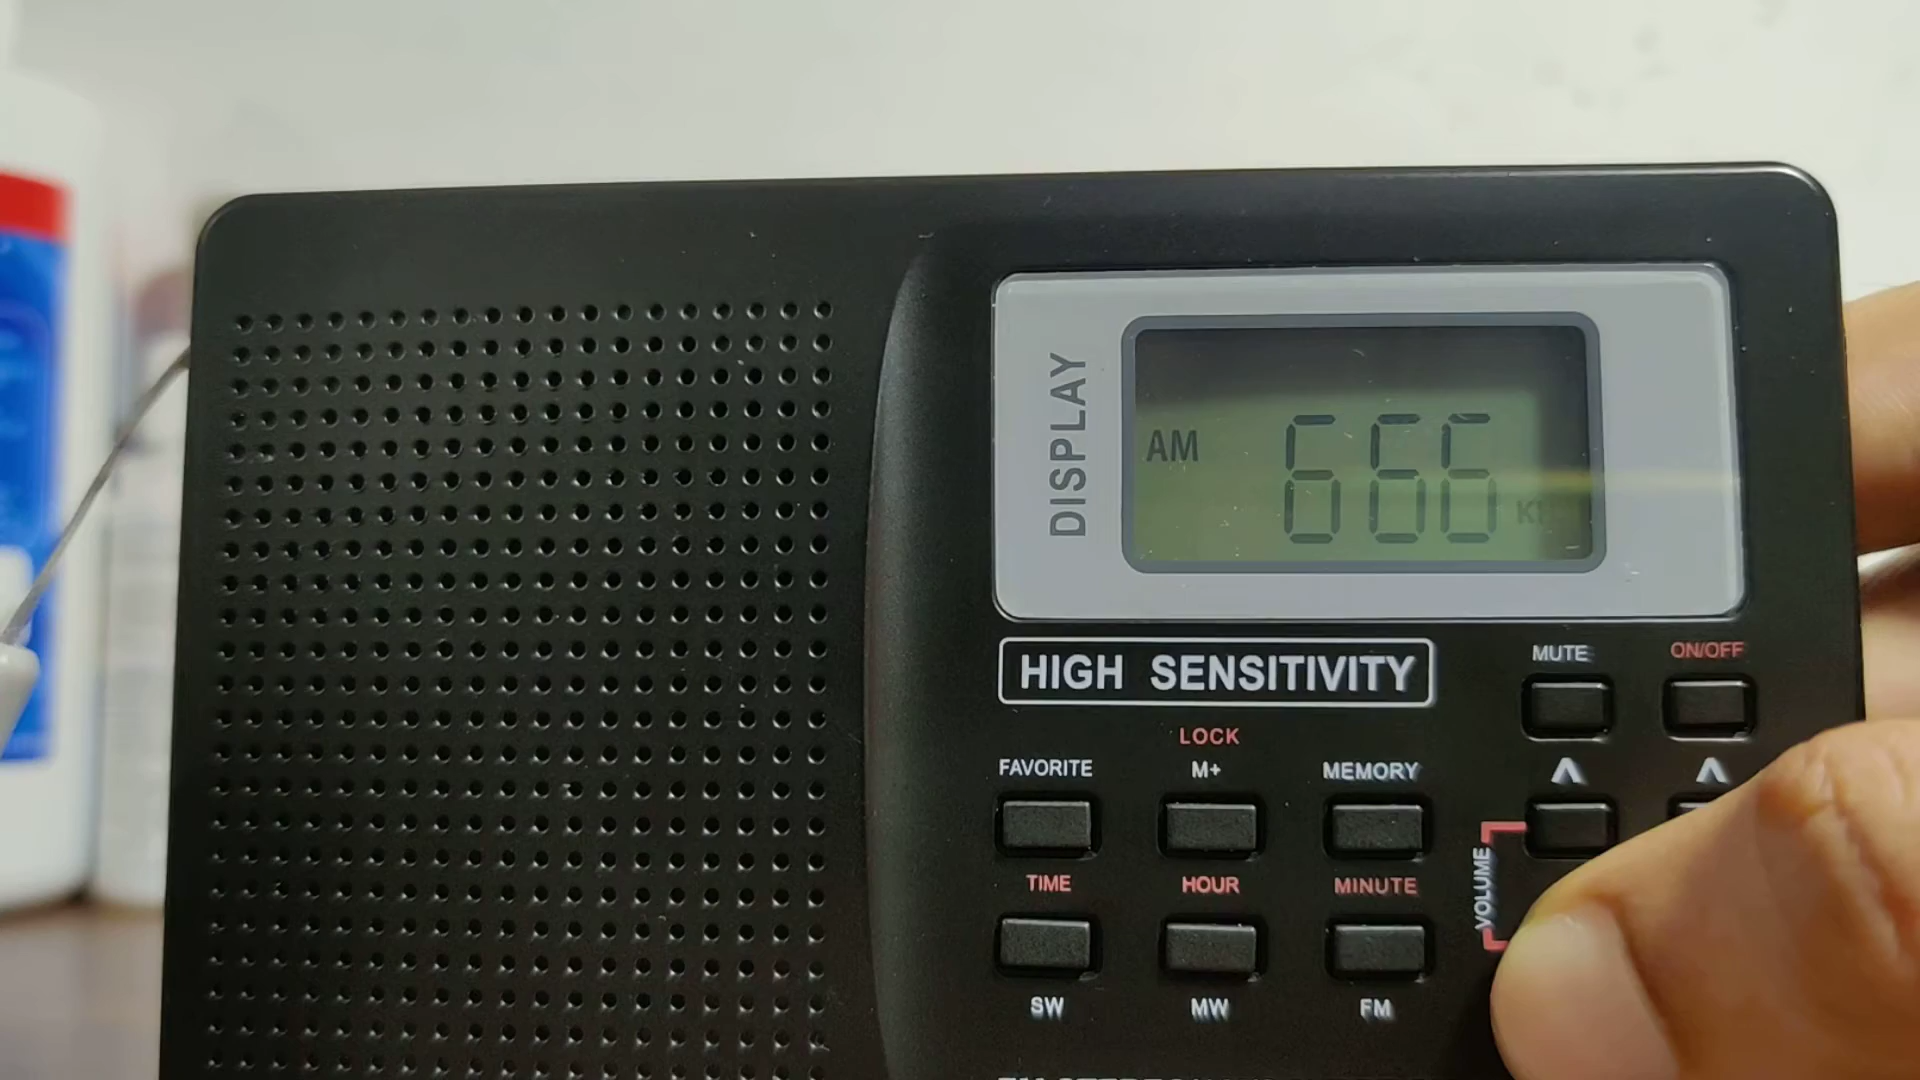 DISPLAY
AM 666
HIGH SENSITIVITY
MUTE ON/OFF
LOCK
FAVORITE M+ MEMORY
TIME HOUR MINUTE
VOLUME
SW MW FM